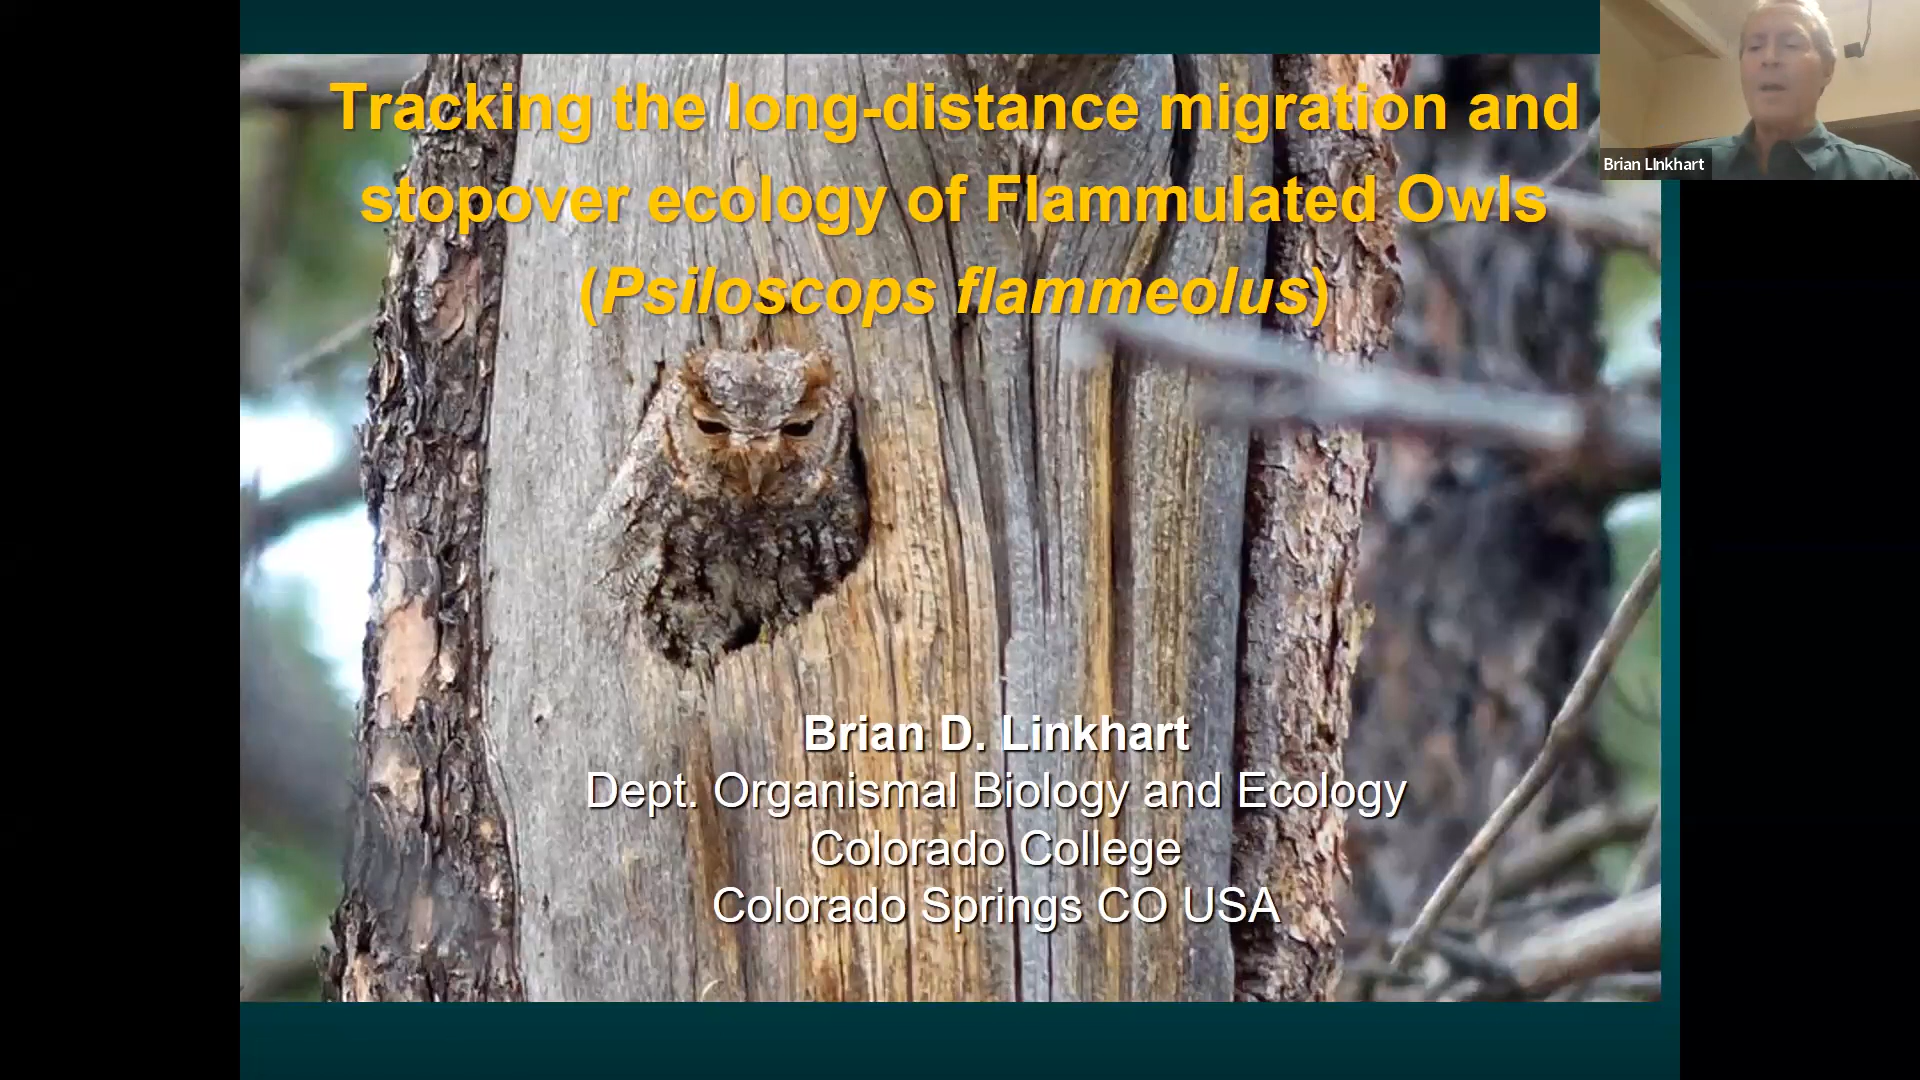 Tracking the long-distance migration and
stopover ecology of Flammulated Owls
(Psiloscops flammeolus)
Brian LInkhart
Brian D. Linkhart
Dept. Organismal Biology and Ecology
Colorado College
Colorado Springs CO USA